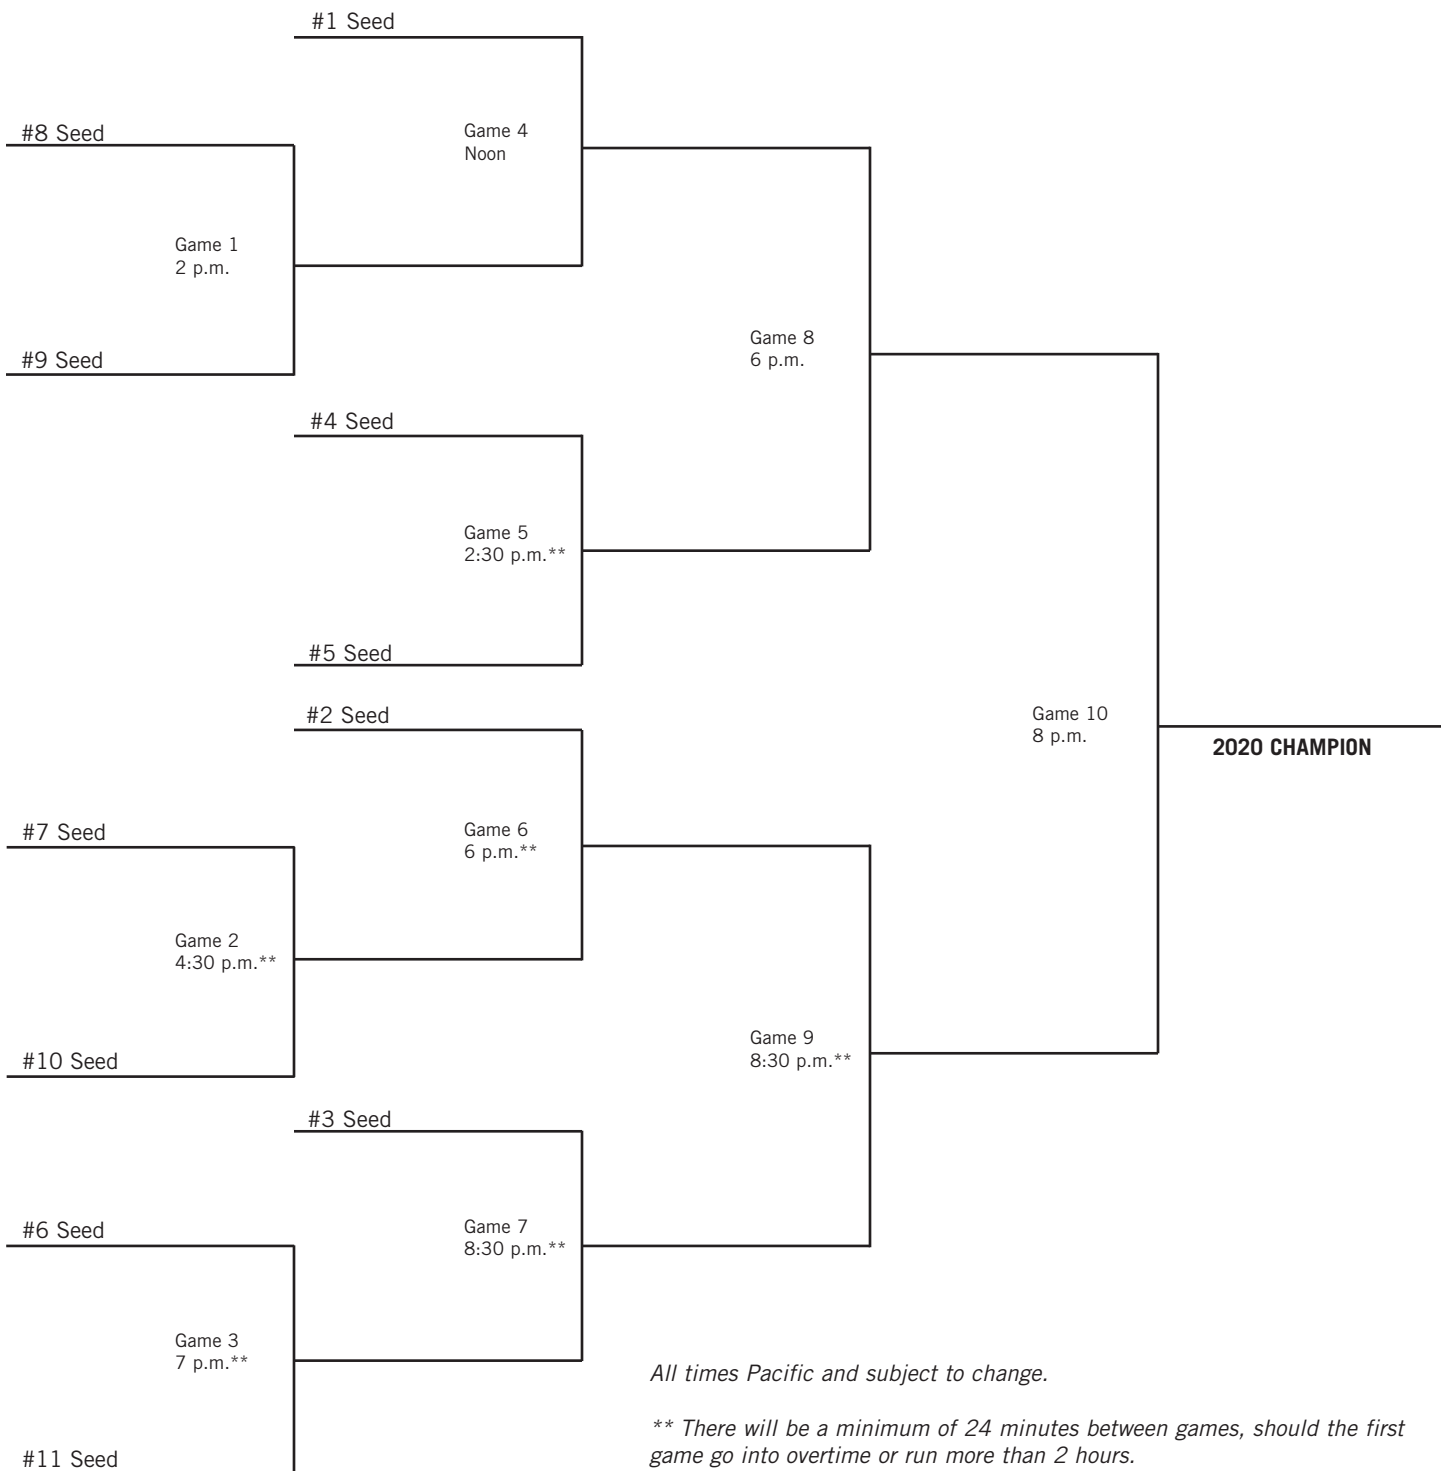 #1 Seed
#8 Seed
Game 4
Noon
Game 1
2 p.m.
Game 8
6 p.m.
#9 Seed
#4 Seed
Game 5
2:30 p.m.**
#5 Seed
#2 Seed
Game 10
8 p.m.
2020 CHAMPION
#7 Seed
Game 6
6 p.m.**
Game 2
4:30 p.m.**
#10 Seed
Game 9
8:30 p.m.**
#3 Seed
#6 Seed
Game 7
8:30 p.m.**
Game 3
7 p.m.**
#11 Seed
All times Pacific and subject to change.
** There will be a minimum of 24 minutes between games, should the first
game go into overtime or run more than 2 hours.